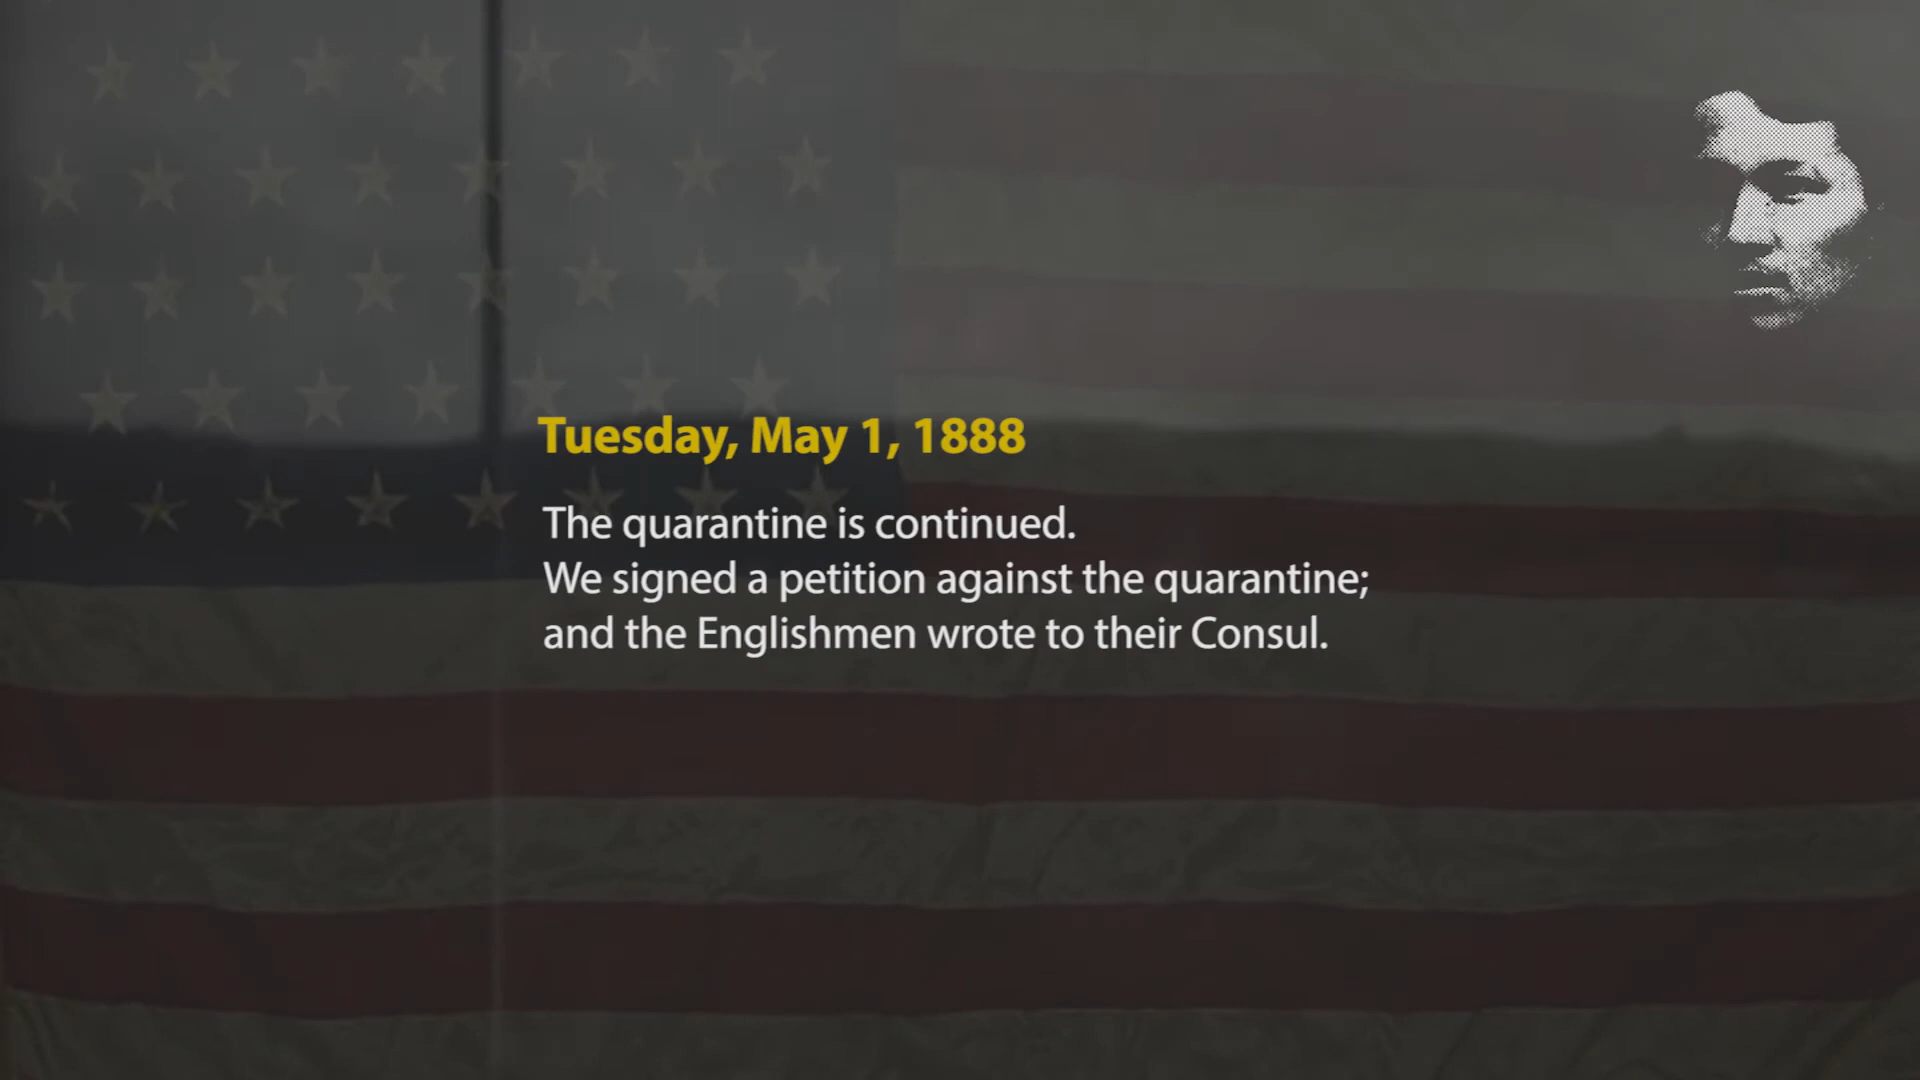 Tuesday, May 1, 1888
The quarantine is continued.
We signed a petition against the quarantine;
and the Englishmen wrote to their Consul.